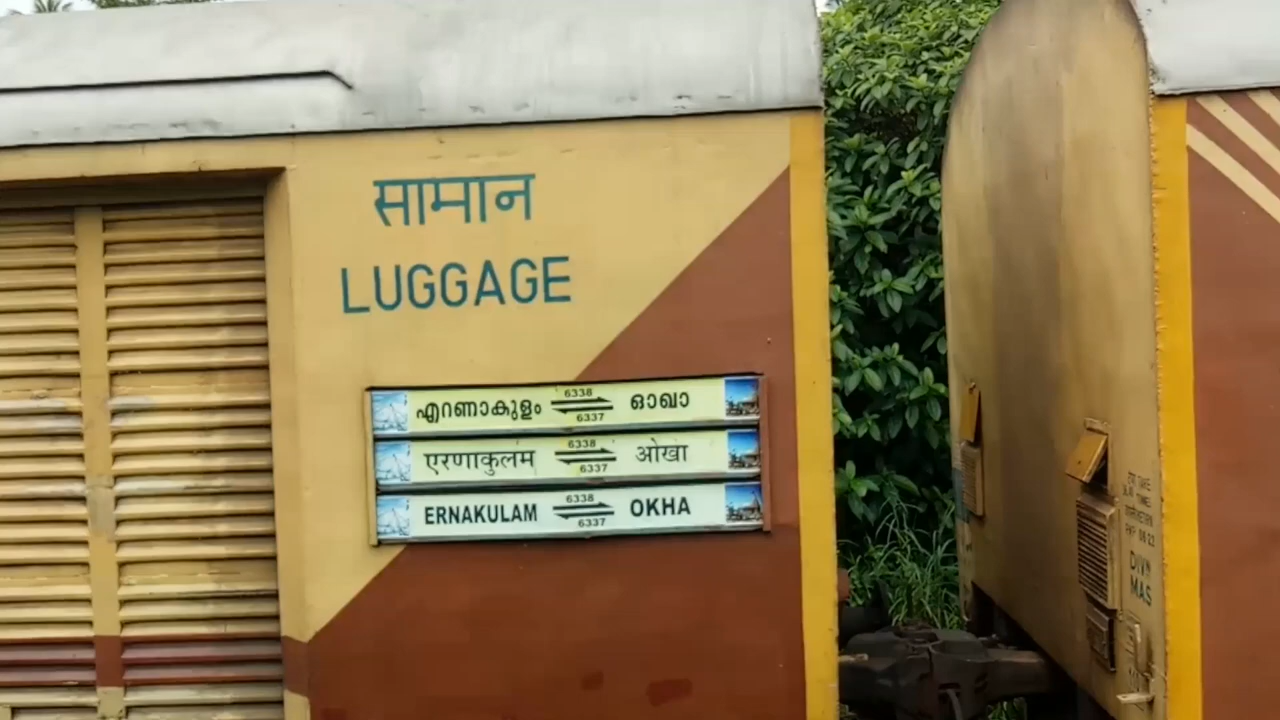 सामान
LUGGAGE
എറണാകുളം 6338 6337 ഓഖാ
एरणाकुलम 6338 6337 ओखा
ERNAKULAM 6338 6337 OKHA
DIVN
MAS